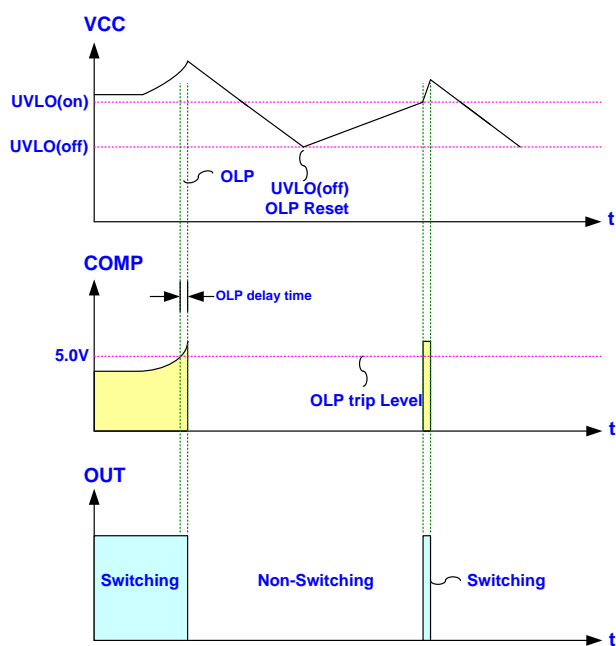 VCC
UVLO(on)
UVLO(off)
OLP
UVLO(off)
OLP Reset
t
COMP
OLP delay time
5.0V
OLP trip Level
t
OUT
Switching
Non-Switching
Switching
t